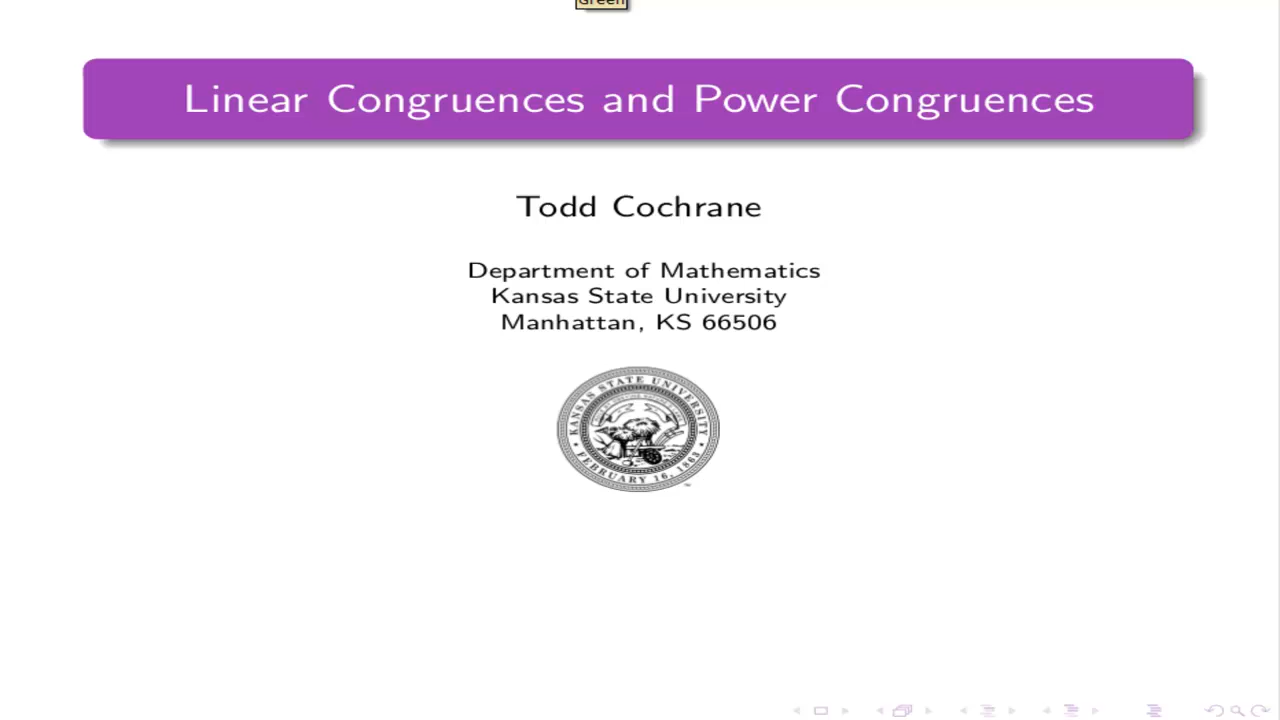 Green
Linear Congruences and Power Congruences
Todd Cochrane
Department of Mathematics
Kansas State University
Manhattan, KS 66506
KANSAS STATE UNIVERSITY
FEBRUARY 16, 1863